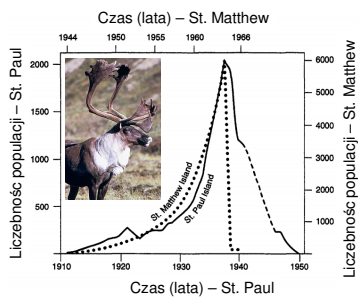 Czas (lata) – St. Matthew
1944 1950 1955 1960 1966
Liczebność populacji – St. Paul
2000
1500
1000
500
6000
5000
4000
3000
2000
1000
0
Liczebność populacji – St. Matthew
St. Matthew Island
St. Paul Island
1910 1920 1930 1940 1950
Czas (lata) – St. Paul